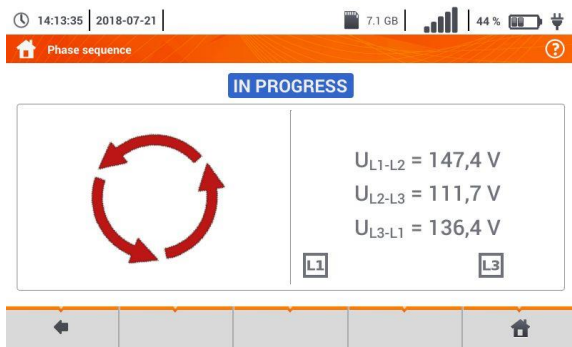 14:13:35 2018-07-21 7.1 GB 44 %
Phase sequence ?
IN PROGRESS
UL1-L2 = 147,4 V
UL2-L3 = 111,7 V
UL3-L1 = 136,4 V
L1 L3